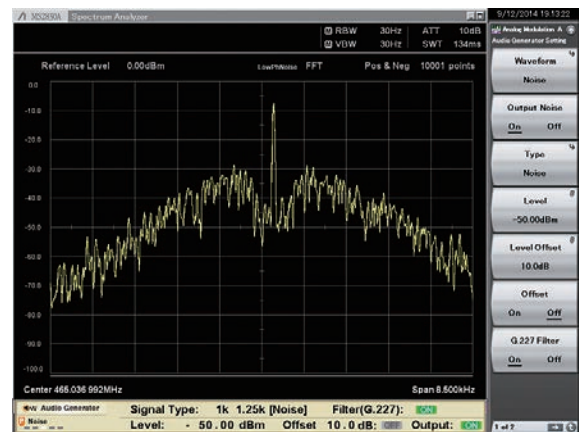 MS2850A Spectrum Analyzer
9/12/2014 19:13:22
RBW 30Hz ATT 10dB
VBW 30Hz SWT 134ms
Reference Level 0.00dBm LowPhNoise FFT Pos & Neg 10001 points
0.0
-10.0
-20.0
-30.0
-40.0
-50.0
-60.0
-70.0
-80.0
-90.0
-100.0
Center 465.036 992MHz Span 8.500kHz
Audio Generator Signal Type: 1k 1.25k [Noise] Filter(G.227): ON
Noise Level: - 50.00 dBm Offset 10.0 dB: OFF Output: ON
Analog Modulation A
Audio Generator Setting
Waveform
Noise
Output Noise
On Off
Type
Noise
Level
-50.00dBm
Level Offset
10.0dB
Offset
On Off
G.227 Filter
On Off
1 of 2